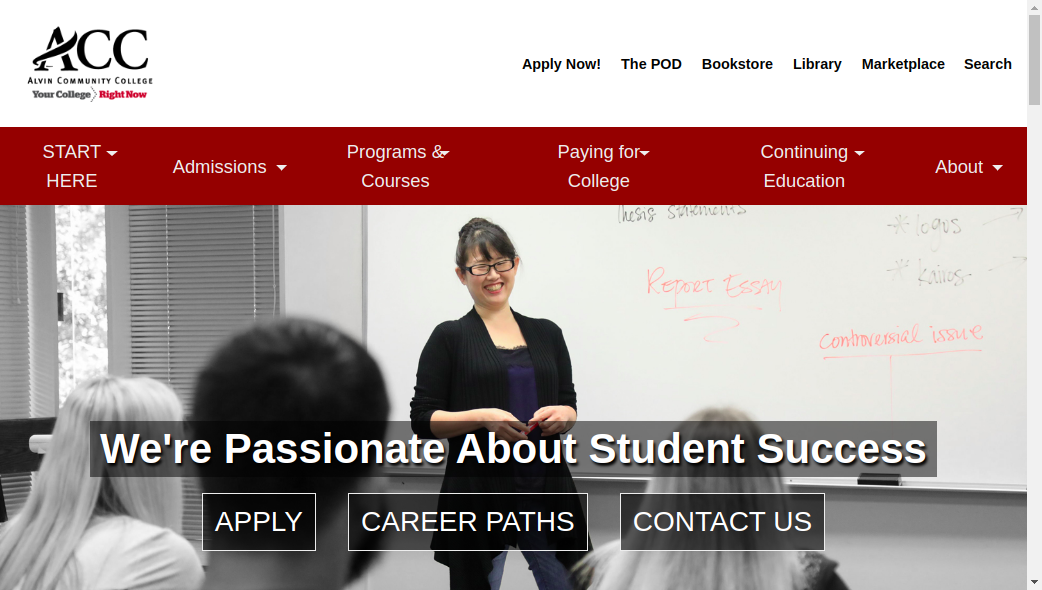 ACC
ALVIN COMMUNITY COLLEGE
Your College Right Now
Apply Now! The POD Bookstore Library Marketplace Search
START HERE
Admissions
Programs & Courses
Paying for College
Continuing Education
About
Thesis statements
*logos
*Kairos
REPORT ESSAY
Controversial issue
We're Passionate About Student Success
APPLY CAREER PATHS CONTACT US